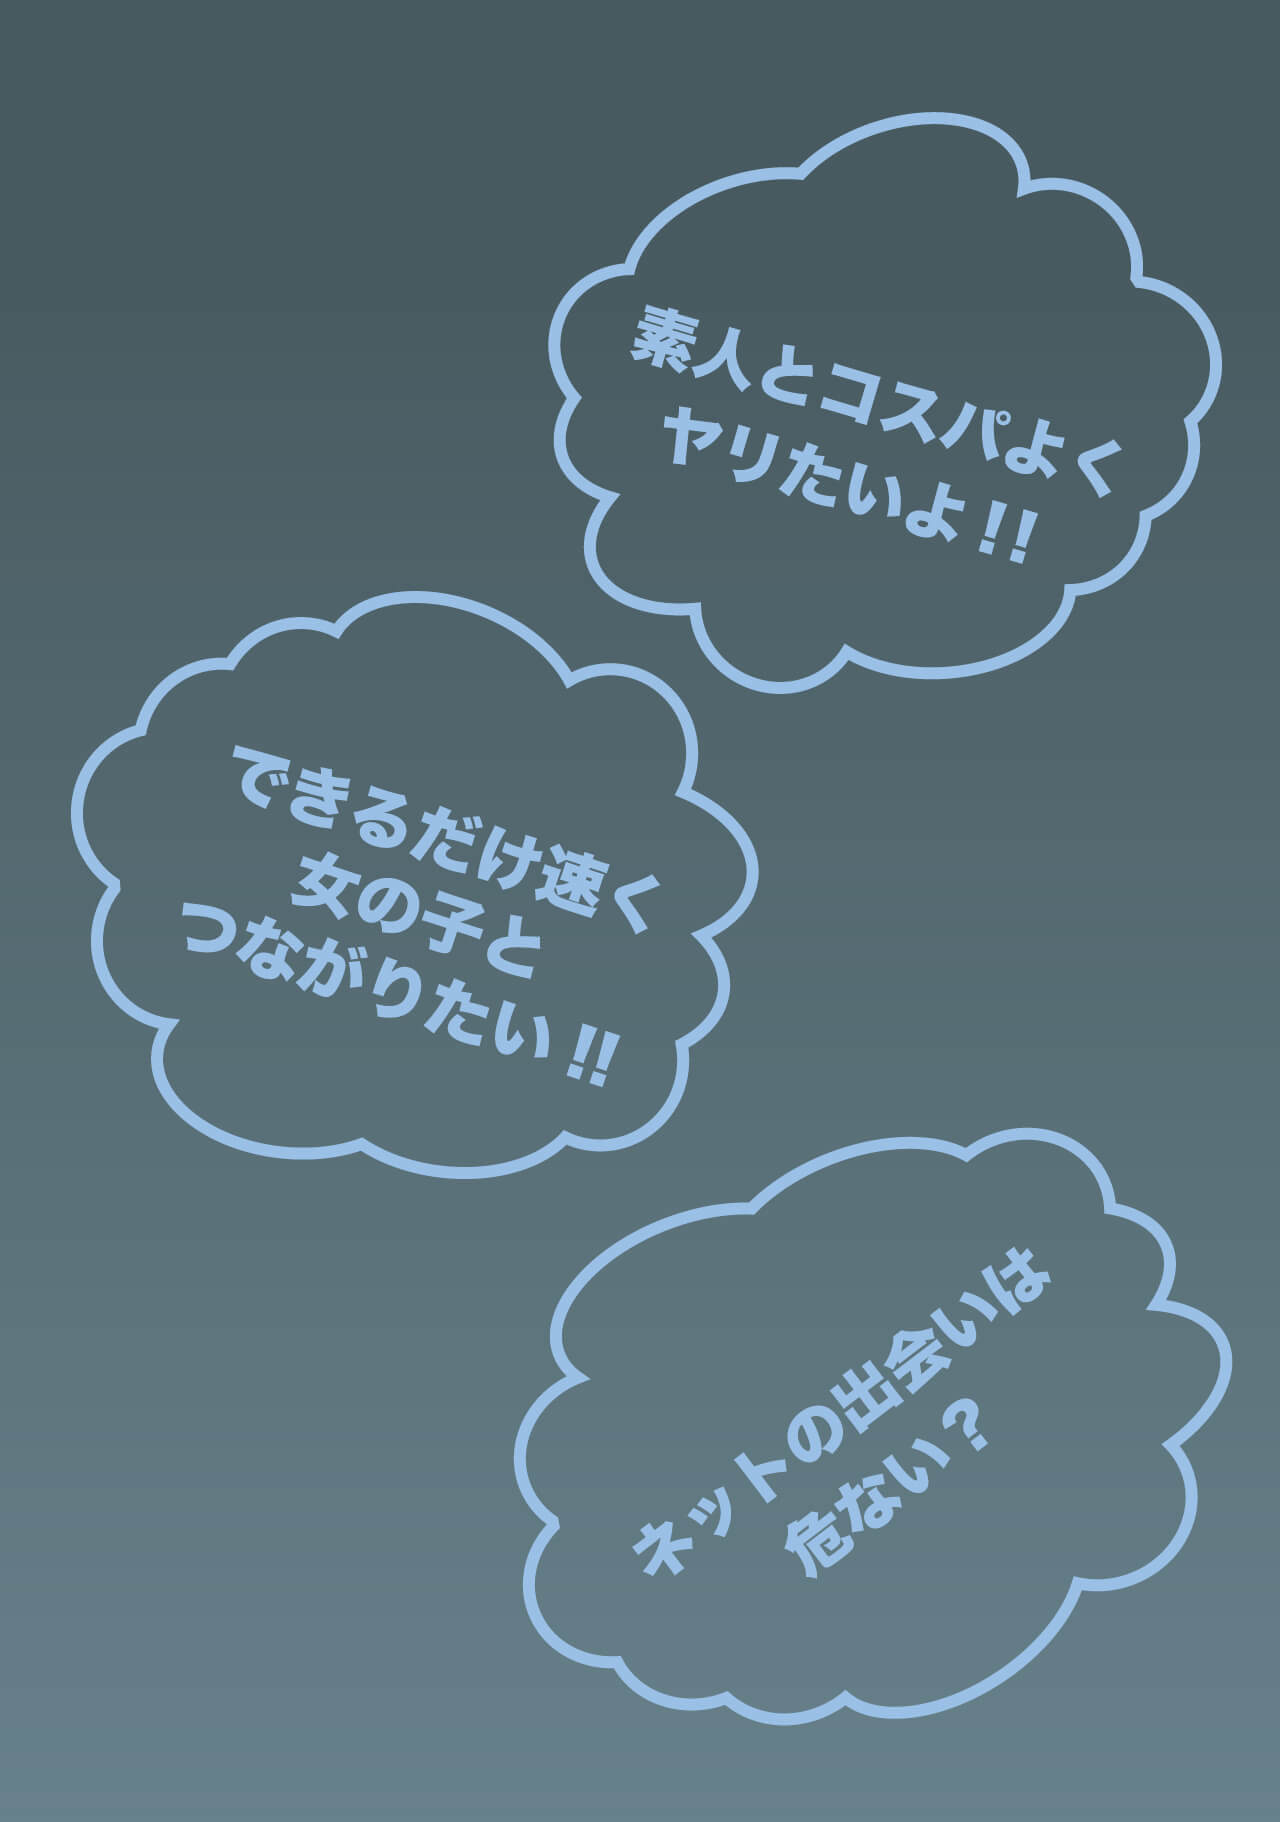 素人とコスパよく
ヤリたいよ!!
できるだけ速く
女の子と
つながりたい!!
ネットの出会いは
危ない?